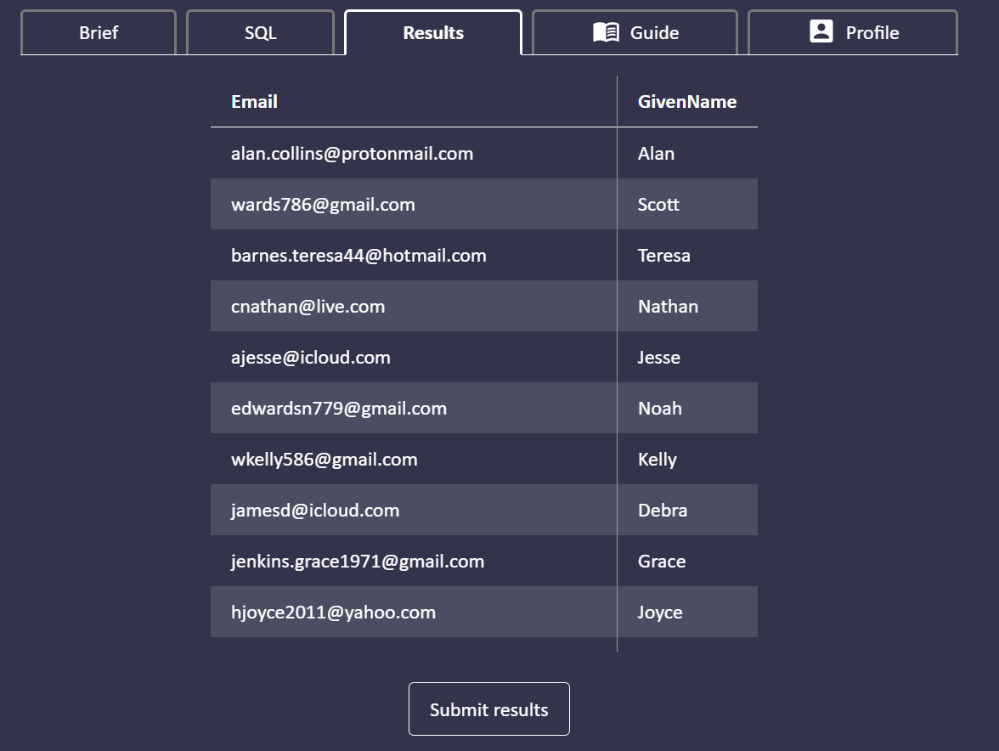 Brief SQL Results Guide Profile
Email GivenName
alan.collins@protonmail.com Alan
wards786@gmail.com Scott
barnes.teresa44@hotmail.com Teresa
cnathan@live.com Nathan
ajesse@icloud.com Jesse
edwardsn779@gmail.com Noah
wkelly586@gmail.com Kelly
jamesd@icloud.com Debra
jenkins.grace1971@gmail.com Grace
hjoyce2011@yahoo.com Joyce
Submit results